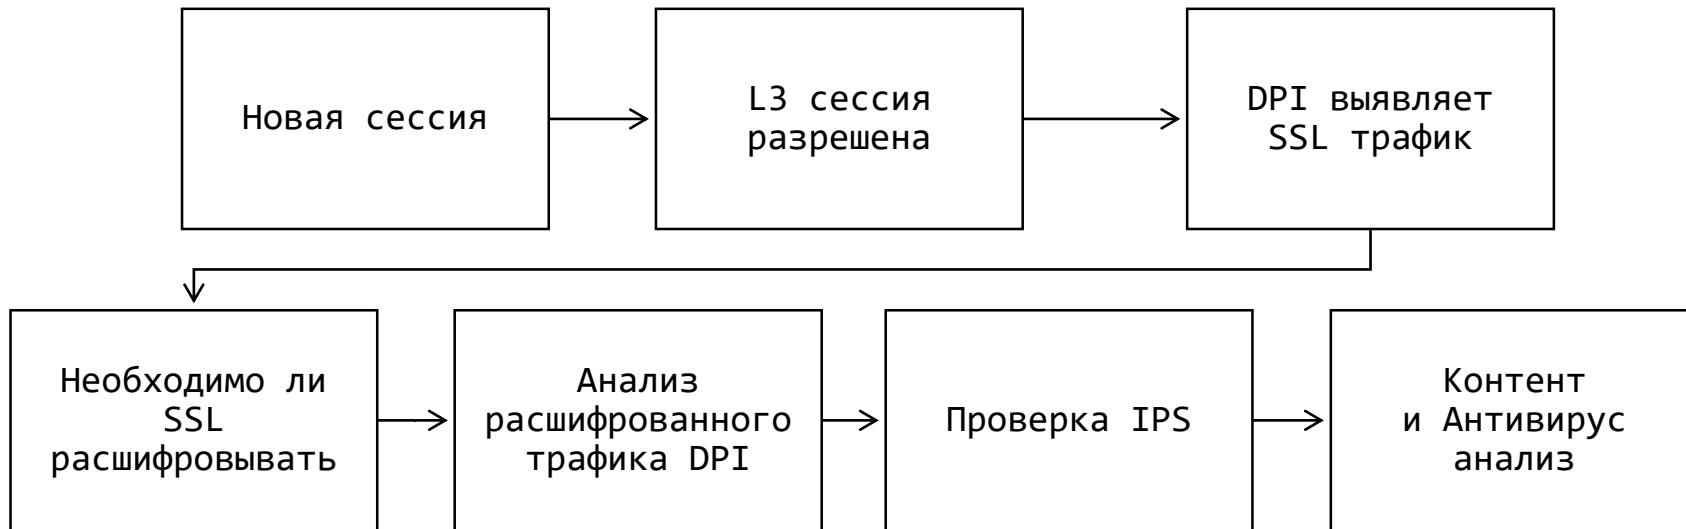 Новая сессия
L3 сессия
разрешена
DPI выявляет
SSL трафик
Необходимо ли
SSL
расшифровывать
Анализ
расшифрованного
трафика DPI
Проверка IPS
Контент
и Антивирус
анализ